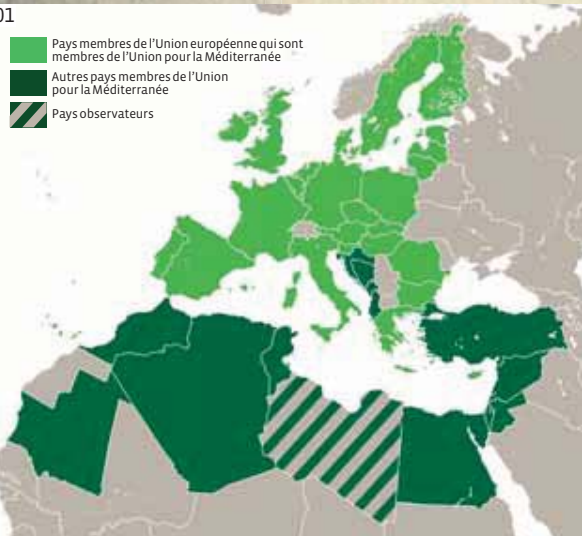 01
Pays membres de l'Union européenne qui sont
membres de l'Union pour la Méditerranée
Autres pays membres de l'Union
pour la Méditerranée
Pays observateurs